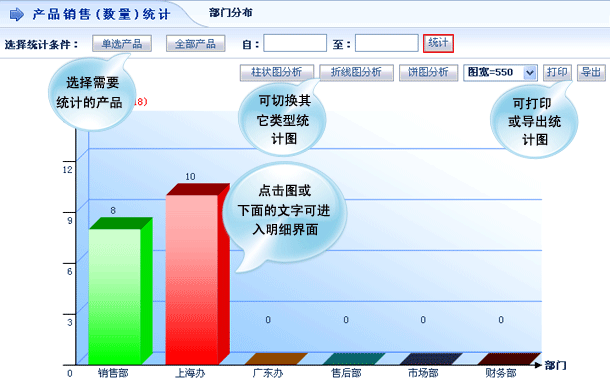 产品销售(数量)统计
部门分布
选择统计条件：
单选产品
全部产品
自：
至：
统计
柱状图分析
折线图分析
饼图分析
图宽=550
打印
导出
选择需要
统计的产品
18)
可切换其
它类型统
计图
可打印
或导出统
计图
点击图或
下面的文字可进
入明细界面
12
9
6
3
0
8
10
0
0
0
0
销售部
上海办
广东办
售后部
市场部
财务部
部门